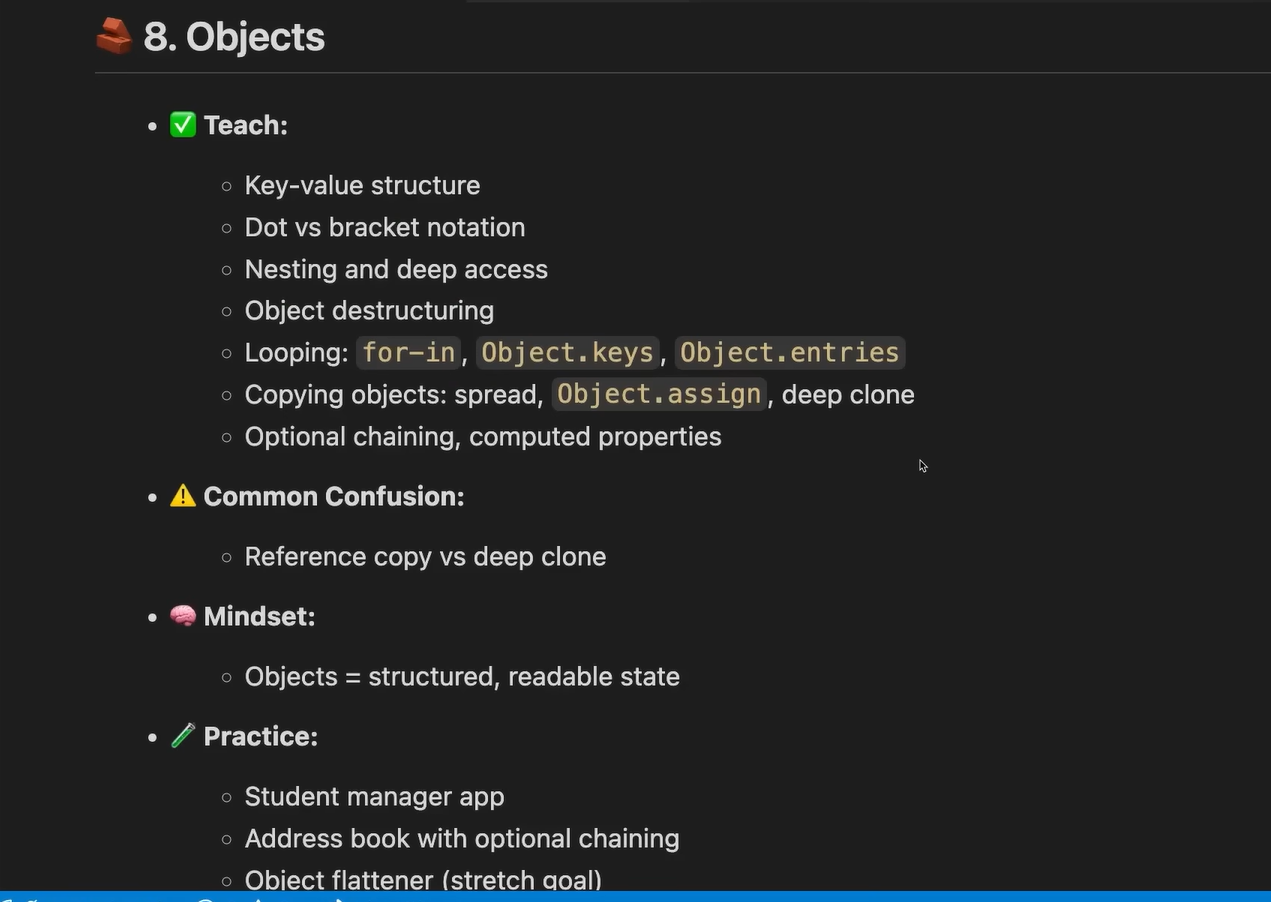 8. Objects
Teach:
Key-value structure
Dot vs bracket notation
Nesting and deep access
Object destructuring
Looping: for-in, Object.keys, Object.entries
Copying objects: spread, Object.assign, deep clone
Optional chaining, computed properties
Common Confusion:
Reference copy vs deep clone
Mindset:
Objects = structured, readable state
Practice:
Student manager app
Address book with optional chaining
Object flattener (stretch goal)